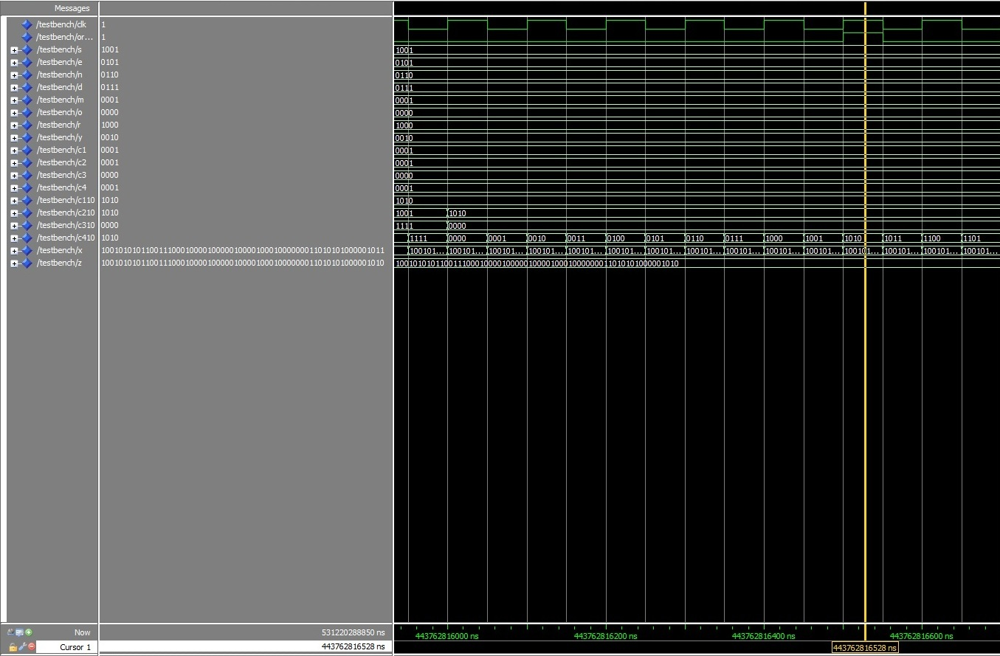 Messages
/testbench/clk 1
/testbench/or... 1
/testbench/s 1001 1001
/testbench/e 0101 0101
/testbench/n 0110 0110
/testbench/d 0111 0111
/testbench/m 0001 0001
/testbench/o 0000 0000
/testbench/r 1000 1000
/testbench/y 0010 0010
/testbench/c1 0001 0001
/testbench/c2 0001 0001
/testbench/c3 0000 0000
/testbench/c4 0001 0001
/testbench/c110 1010 1010
/testbench/c210 1010 1001 1010
/testbench/c310 0000 1111 0000
/testbench/c410 1010 1111 0000 0001 0010 0011 0100 0101 0110 0111 1000 1001 1010 1011 1100 1101
/testbench/x 1001010101100111000100001000001000010001000000011010101000001011 100101... 100101... 100101... 100101... 100101... 100101... 100101... 100101... 100101... 100101... 100101... 100101... 100101... 100101... 100101...
/testbench/z 1001010101100111000100001000001000010001000000011010101000001010 1001010101100111000100001000001000010001000000011010101000001010
Now 531220288850 ns 443762816000 ns 443762816200 ns 443762816400 ns 443762816600 ns
Cursor 1 443762816528 ns 443762816528 ns